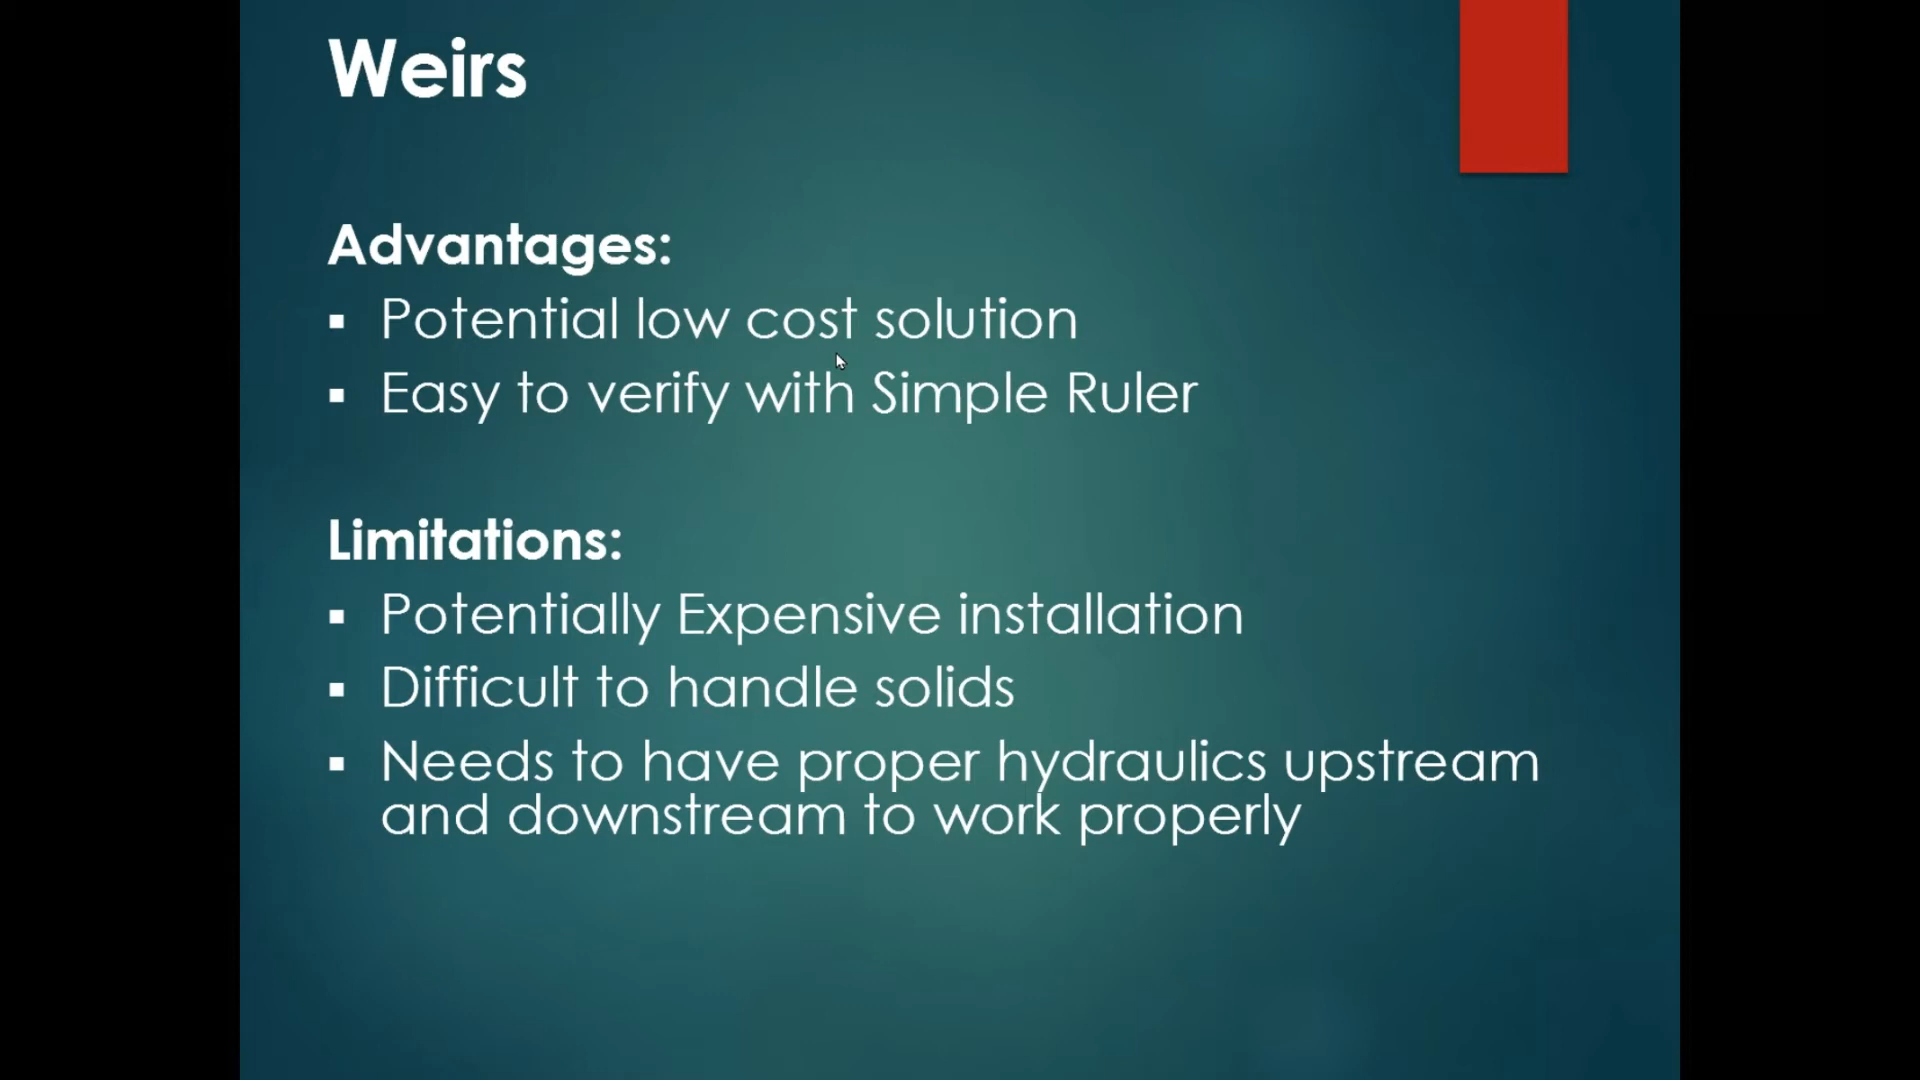 Weirs
Advantages:
▪ Potential low cost solution
▪ Easy to verify with Simple Ruler
Limitations:
▪ Potentially Expensive installation
▪ Difficult to handle solids
▪ Needs to have proper hydraulics upstream
and downstream to work properly